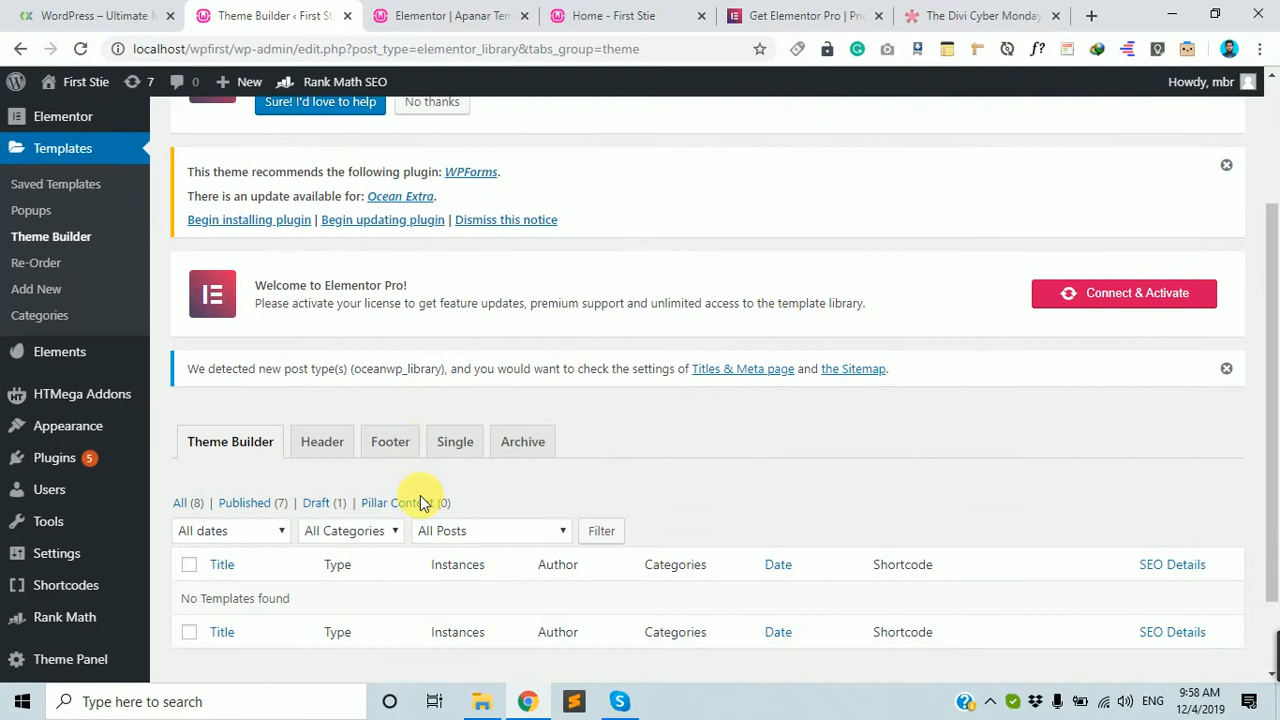 WordPress – Ultimate M
Theme Builder ‹ First St
Elementor | Apanar Tem
Home - First Stie
Get Elementor Pro | Pric
The Divi Cyber Monday
localhost/wpfirst/wp-admin/edit.php?post_type=elementor_library&tabs_group=theme
First Stie 7 0 New Rank Math SEO Howdy, mbr
Elementor
Templates
Saved Templates
Popups
Theme Builder
Re-Order
Add New
Categories
Elements
HTMega Addons
Appearance
Plugins 5
Users
Tools
Settings
Shortcodes
Rank Math
Theme Panel
Sure! I'd love to help No thanks
This theme recommends the following plugin: WPForms.
There is an update available for: Ocean Extra.
Begin installing plugin | Begin updating plugin | Dismiss this notice
Welcome to Elementor Pro!
Please activate your license to get feature updates, premium support and unlimited access to the template library.
Connect & Activate
We detected new post type(s) (oceanwp_library), and you would want to check the settings of Titles & Meta page and the Sitemap.
Theme Builder Header Footer Single Archive
All (8) | Published (7) | Draft (1) | Pillar Content (0)
All dates All Categories All Posts Filter
Title Type Instances Author Categories Date Shortcode SEO Details
No Templates found
Title Type Instances Author Categories Date Shortcode SEO Details
Type here to search
ENG
9:58 AM
12/4/2019